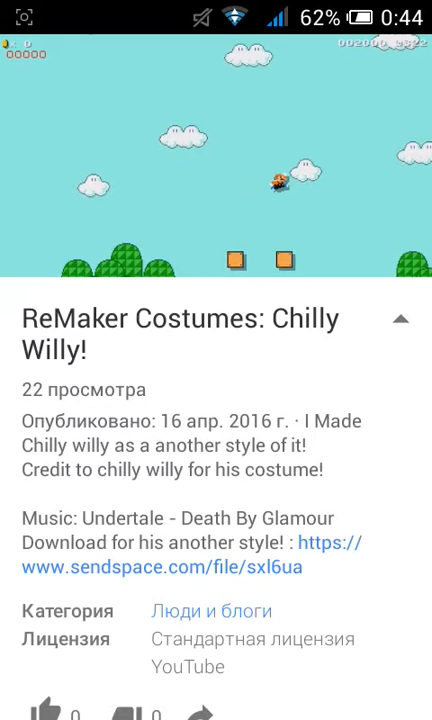 62% 0:44
ReMaker Costumes: Chilly
Willy!
22 просмотра
Опубликовано: 16 апр. 2016 г. · I Made
Chilly willy as a another style of it!
Credit to chilly willy for his costume!
Music: Undertale - Death By Glamour
Download for his another style! : https://
www.sendspace.com/file/sxl6ua
Категория Люди и блоги
Лицензия Стандартная лицензия
YouTube
0 0